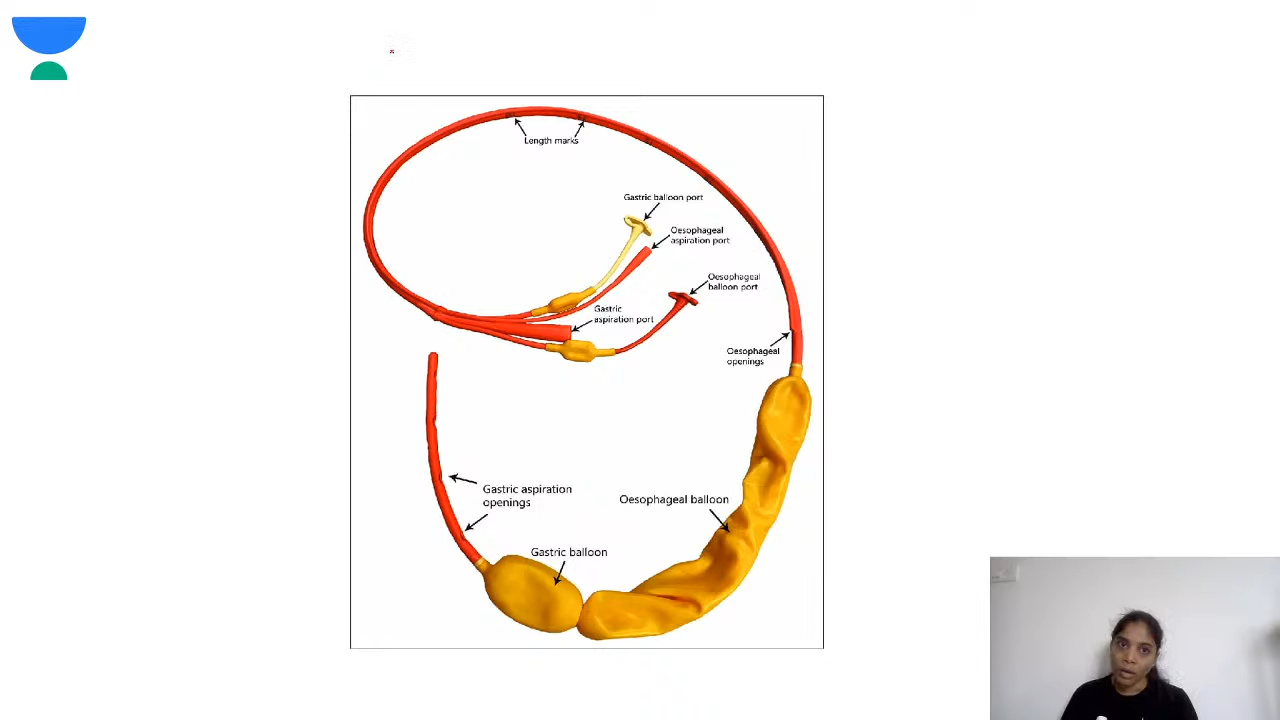 Length marks
Gastric balloon port
Oesophageal
aspiration port
Oesophageal
balloon port
Gastric
aspiration port
Oesophageal
openings
Gastric aspiration
openings
Oesophageal balloon
Gastric balloon